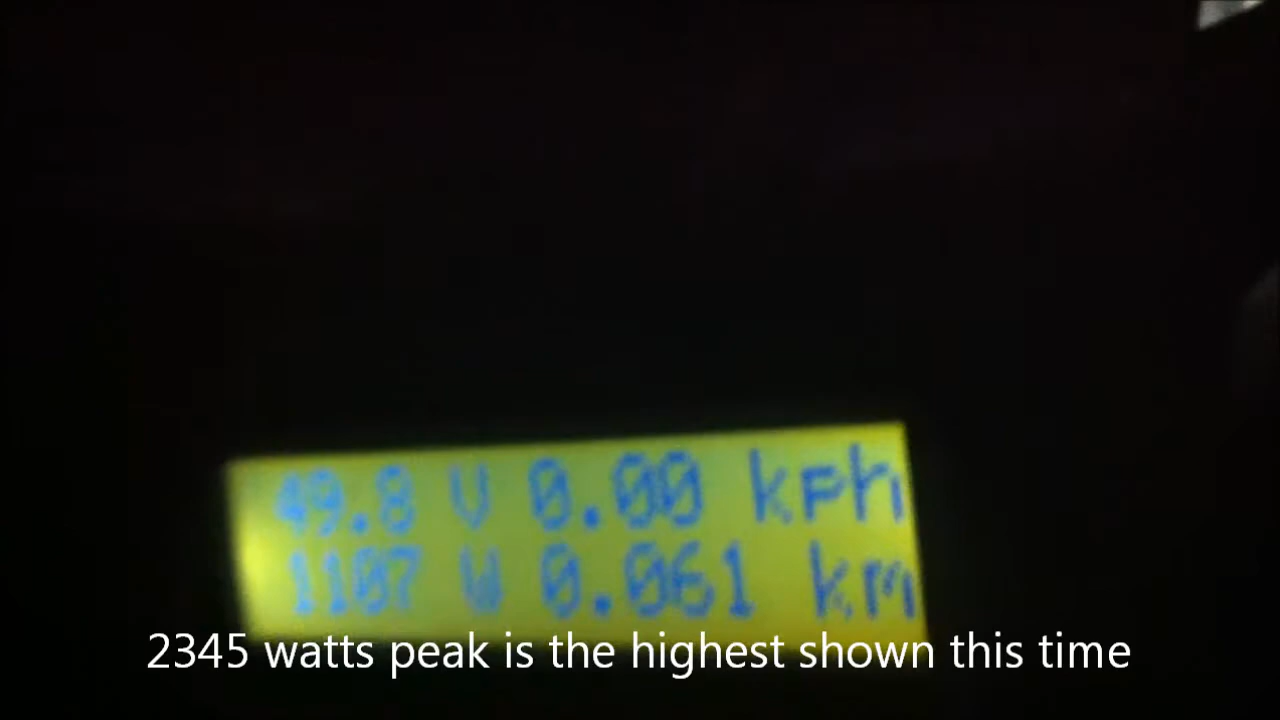 49.8 V 0.00 kph
1107 W 0.061 km
2345 watts peak is the highest shown this time